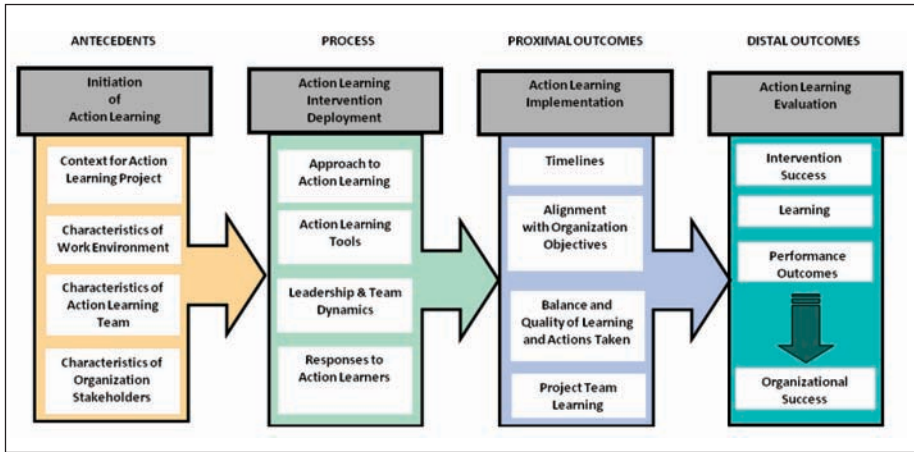 ANTECEDENTS
PROCESS
PROXIMAL OUTCOMES
DISTAL OUTCOMES
Initiation
of
Action Learning
Action Learning
Intervention
Deployment
Action Learning
Implementation
Action Learning
Evaluation
Context for Action
Learning Project
Characteristics of
Work Environment
Characteristics of
Action Learning
Team
Characteristics of
Organization
Stakeholders
Approach to
Action Learning
Action Learning
Tools
Leadership & Team
Dynamics
Responses to
Action Learners
Timelines
Alignment
with Organization
Objectives
Balance and
Quality of Learning
and Actions Taken
Project Team
Learning
Intervention
Success
Learning
Performance
Outcomes
Organizational
Success